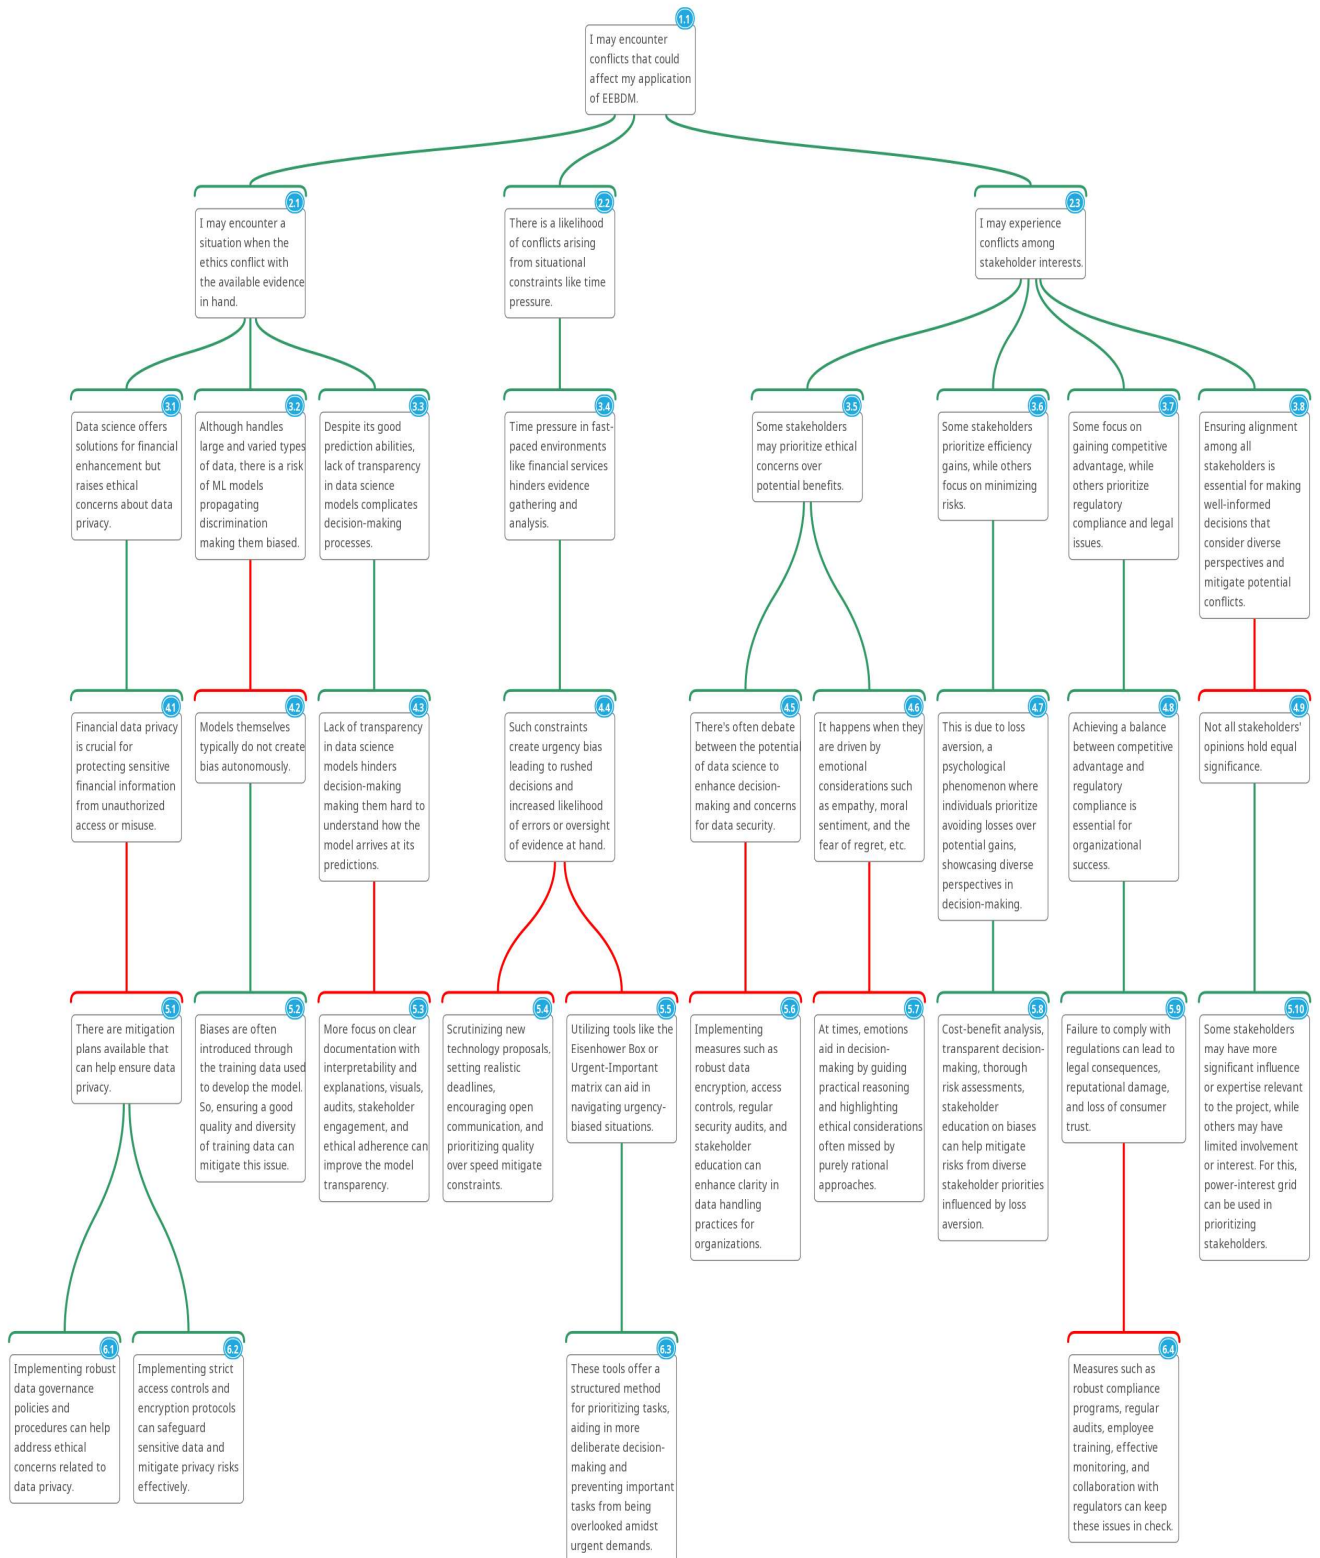 1.1
I may encounter
conflicts that could
affect my application
of EEBDM.
2.1
I may encounter a
situation when the
ethics conflict with
the available evidence
in hand.
2.2
There is a likelihood
of conflicts arising
from situational
constraints like time
pressure.
2.3
I may experience
conflicts among
stakeholder interests.
3.1
Data science offers
solutions for financial
enhancement but
raises ethical
concerns about data
privacy.
3.2
Although handles
large and varied types
of data, there is a risk
of ML models
propagating
discrimination
making them biased.
3.3
Despite its good
prediction abilities,
lack of transparency
in data science
models complicates
decision-making
processes.
3.4
Time pressure in fast-
paced environments
like financial services
hinders evidence
gathering and
analysis.
3.5
Some stakeholders
may prioritize ethical
concerns over
potential benefits.
3.6
Some stakeholders
prioritize efficiency
gains, while others
focus on minimizing
risks.
3.7
Some focus on
gaining competitive
advantage, while
others prioritize
regulatory
compliance and legal
issues.
3.8
Ensuring alignment
among all
stakeholders is
essential for making
well-informed
decisions that
consider diverse
perspectives and
mitigate potential
conflicts.
4.1
Financial data privacy
is crucial for
protecting sensitive
financial information
from unauthorized
access or misuse.
4.2
Models themselves
typically do not create
bias autonomously.
4.3
Lack of transparency
in data science
models hinders
decision-making
making them hard to
understand how the
model arrives at its
predictions.
4.4
Such constraints
create urgency bias
leading to rushed
decisions and
increased likelihood
of errors or oversight
of evidence at hand.
4.5
There's often debate
between the potential
of data science to
enhance decision-
making and concerns
for data security.
4.6
It happens when they
are driven by
emotional
considerations such
as empathy, moral
sentiment, and the
fear of regret, etc.
4.7
This is due to loss
aversion, a
psychological
phenomenon where
individuals prioritize
avoiding losses over
potential gains,
showcasing diverse
perspectives in
decision-making.
4.8
Achieving a balance
between competitive
advantage and
regulatory
compliance is
essential for
organizational
success.
4.9
Not all stakeholders'
opinions hold equal
significance.
5.1
There are mitigation
plans available that
can help ensure data
privacy.
5.2
Biases are often
introduced through
the training data used
to develop the model.
So, ensuring a good
quality and diversity
of training data can
mitigate this issue.
5.3
More focus on clear
documentation with
interpretability and
explanations, visuals,
audits, stakeholder
engagement, and
ethical adherence can
improve the model
transparency.
5.4
Scrutinizing new
technology proposals,
setting realistic
deadlines,
encouraging open
communication, and
prioritizing quality
over speed mitigate
constraints.
5.5
Utilizing tools like the
Eisenhower Box or
Urgent-Important
matrix can aid in
navigating urgency-
biased situations.
5.6
Implementing
measures such as
robust data
encryption, access
controls, regular
security audits, and
stakeholder
education can
enhance clarity in
data handling
practices for
organizations.
5.7
At times, emotions
aid in decision-
making by guiding
practical reasoning
and highlighting
ethical considerations
often missed by
purely rational
approaches.
5.8
Cost-benefit analysis,
transparent decision-
making, thorough
risk assessments,
stakeholder
education on biases
can help mitigate
risks from diverse
stakeholder priorities
influenced by loss
aversion.
5.9
Failure to comply with
regulations can lead to
legal consequences,
reputational damage,
and loss of consumer
trust.
5.10
Some stakeholders
may have more
significant influence
or expertise relevant
to the project, while
others may have
limited involvement
or interest. For this,
power-interest grid
can be used in
prioritizing
stakeholders.
6.1
Implementing robust
data governance
policies and
procedures can help
address ethical
concerns related to
data privacy.
6.2
Implementing strict
access controls and
encryption protocols
can safeguard
sensitive data and
mitigate privacy risks
effectively.
6.3
These tools offer a
structured method
for prioritizing tasks,
aiding in more
deliberate decision-
making and
preventing important
tasks from being
overlooked amidst
urgent demands.
6.4
Measures such as
robust compliance
programs, regular
audits, employee
training, effective
monitoring, and
collaboration with
regulators can keep
these issues in check.